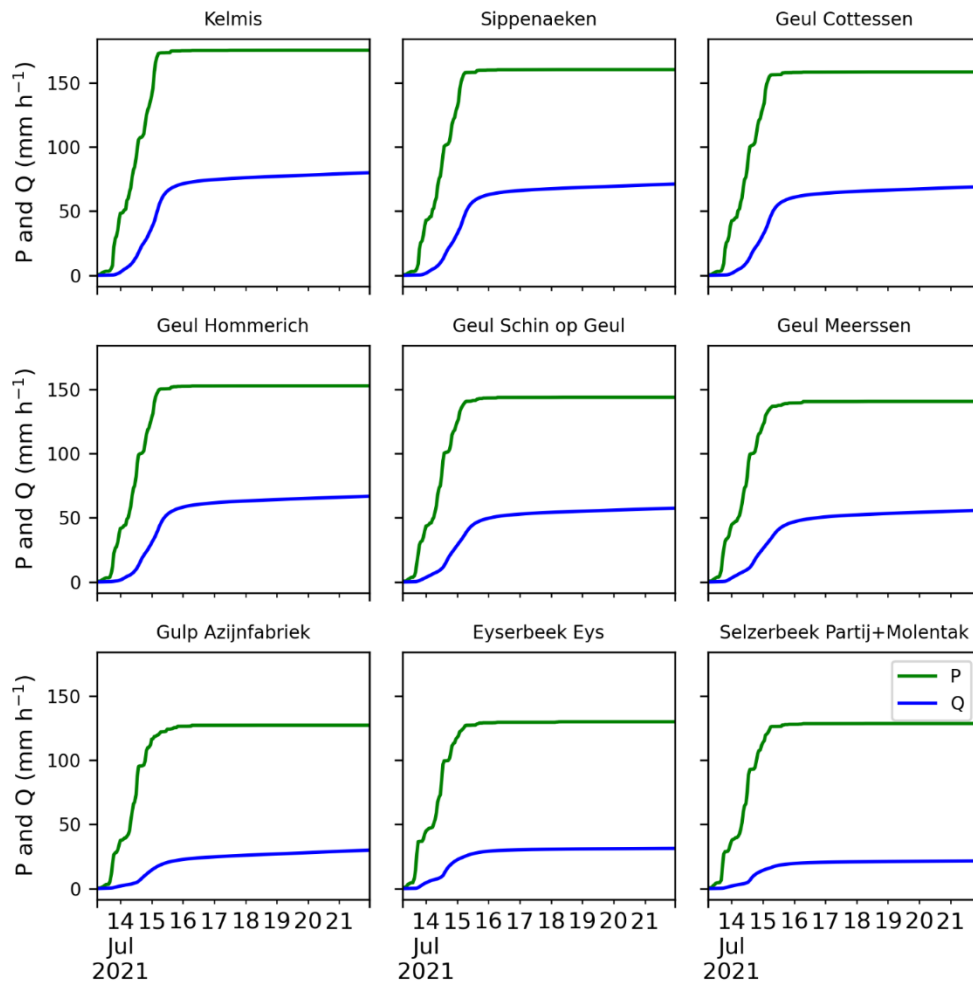 Kelmis Sippenaeken Geul Cottessen
P and Q (mm h⁻¹)
150
100
50
0
Geul Hommerich Geul Schin op Geul Geul Meerssen
P and Q (mm h⁻¹)
150
100
50
0
Gulp Azijnfabriek Eyserbeek Eys Selzerbeek Partij+Molentak
P and Q (mm h⁻¹)
150
100
50
0
P
Q
14 15 16 17 18 19 20 21 14 15 16 17 18 19 20 21 14 15 16 17 18 19 20 21
Jul Jul Jul
2021 2021 2021